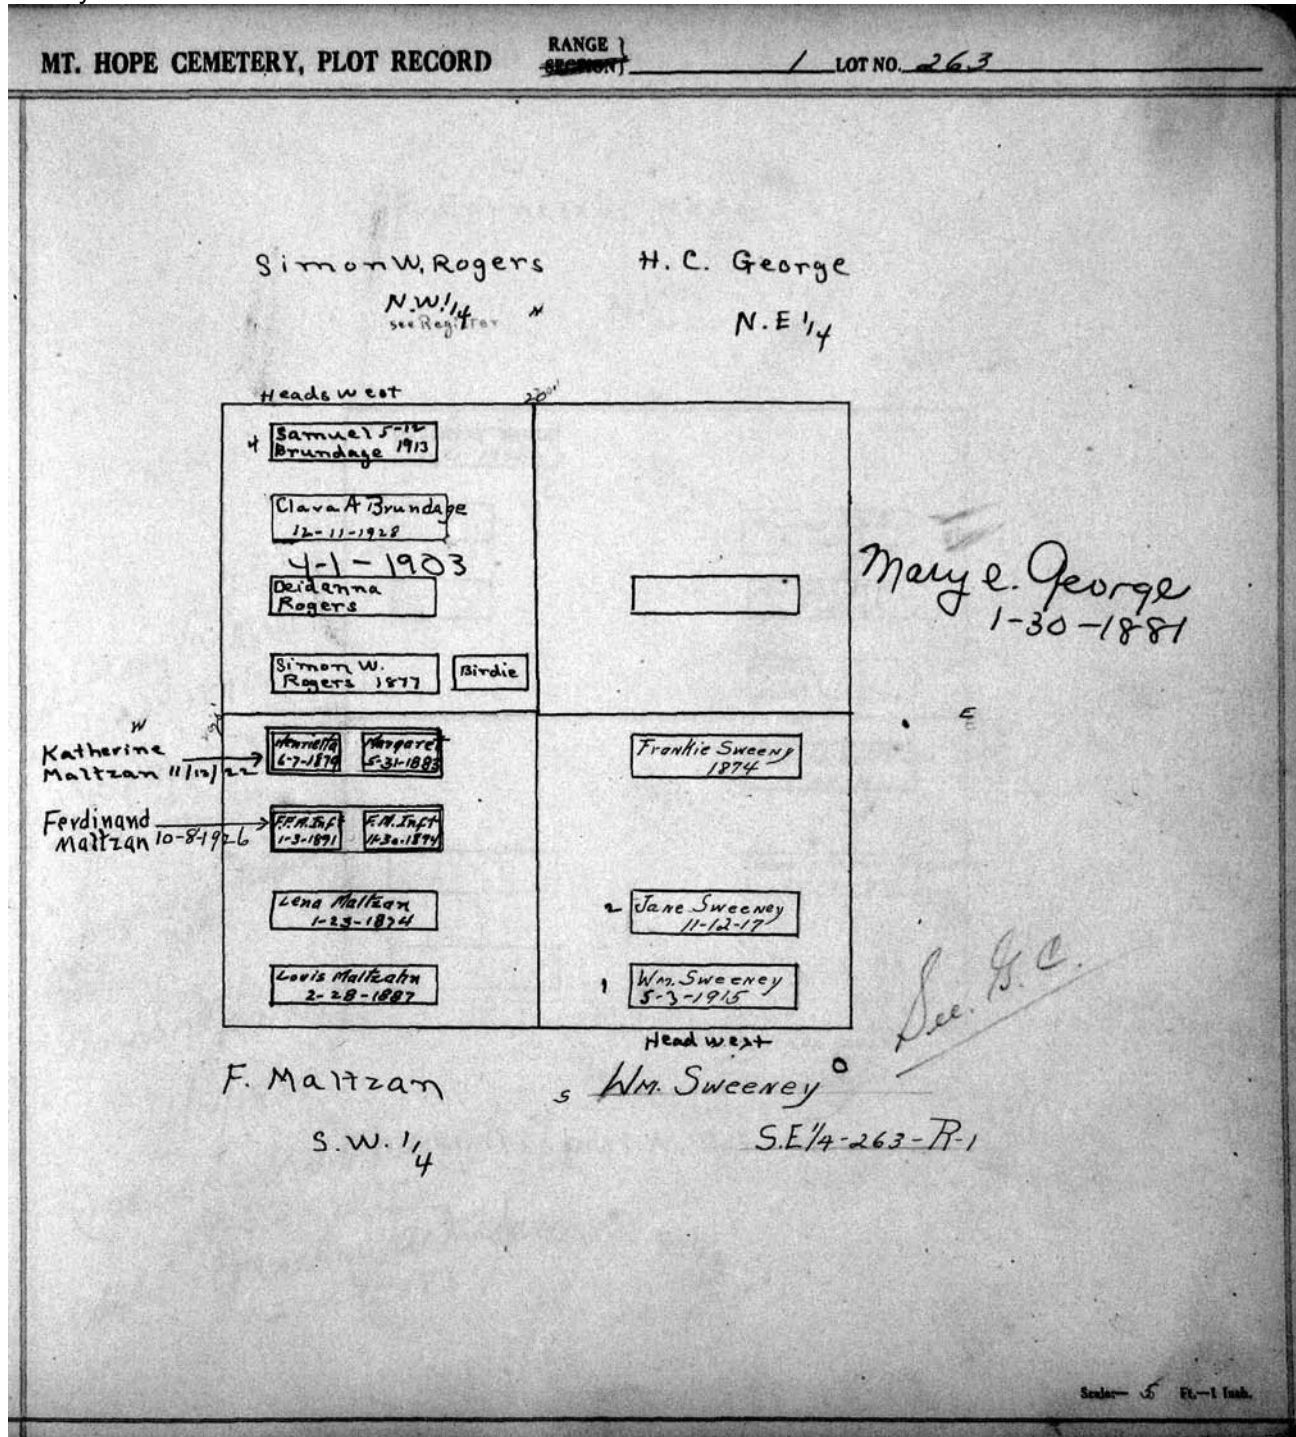 MT. HOPE CEMETERY, PLOT RECORD
RANGE
SECTION
1 LOT NO. 263
Simon W. Rogers
N.W. 1/4
see Register
N
H. C. George
N.E 1/4
Heads West
20'
4
Samuel 5-12
Brundage 1913
Clara A Brundage
12-11-1928
4-1-1903
Deidanna
Rogers
Simon W.
Rogers 1877
Birdie
Mary E. George
1-30-1881
W
20'
E
Katherine
Maltzan 11/12/22
Henrietta
6-7-1879
Margaret
5-31-1883
Ferdinand
Maltzan 10-8-1926
F.F.M. Inft
1-3-1891
F.M. Inft
11-30-1894
Lena Maltzan
1-23-1874
Louis Maltzahn
2-28-1887
Frankie Sweeny
1874
2
Jane Sweeney
11-12-17
1
Wm. Sweeney
5-3-1915
Head west
See G.C.
F. Maltzan
S.W. 1/4
S
Wm. Sweeney
S.E 1/4-263-R-1
Scale— 5 Ft.—1 Inch.